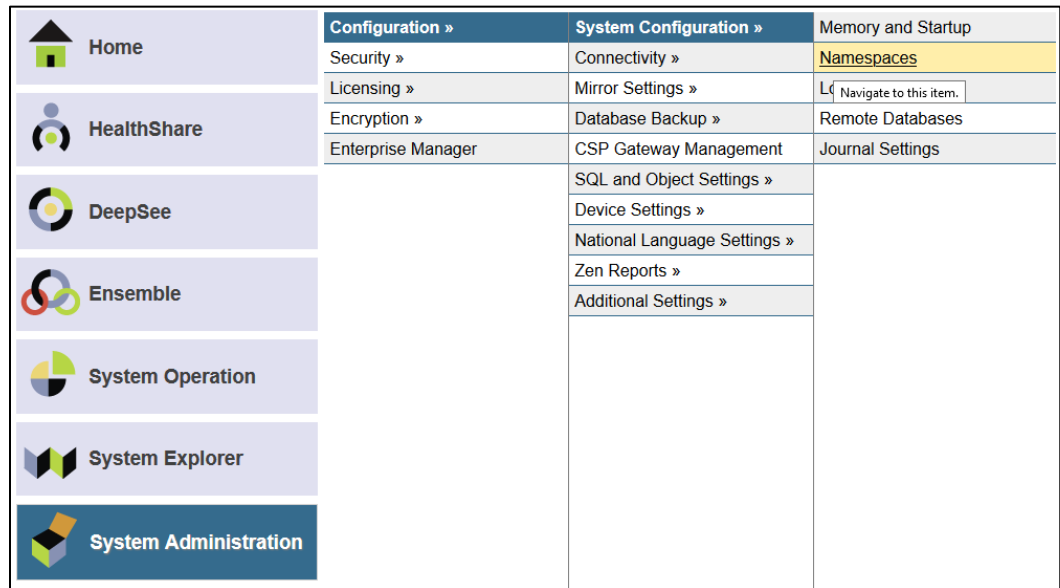 Home
HealthShare
DeepSee
Ensemble
System Operation
System Explorer
System Administration
Configuration »
Security »
Licensing »
Encryption »
Enterprise Manager
System Configuration »
Connectivity »
Mirror Settings »
Database Backup »
CSP Gateway Management
SQL and Object Settings »
Device Settings »
National Language Settings »
Zen Reports »
Additional Settings »
Memory and Startup
Namespaces
Navigate to this item.
Remote Databases
Journal Settings